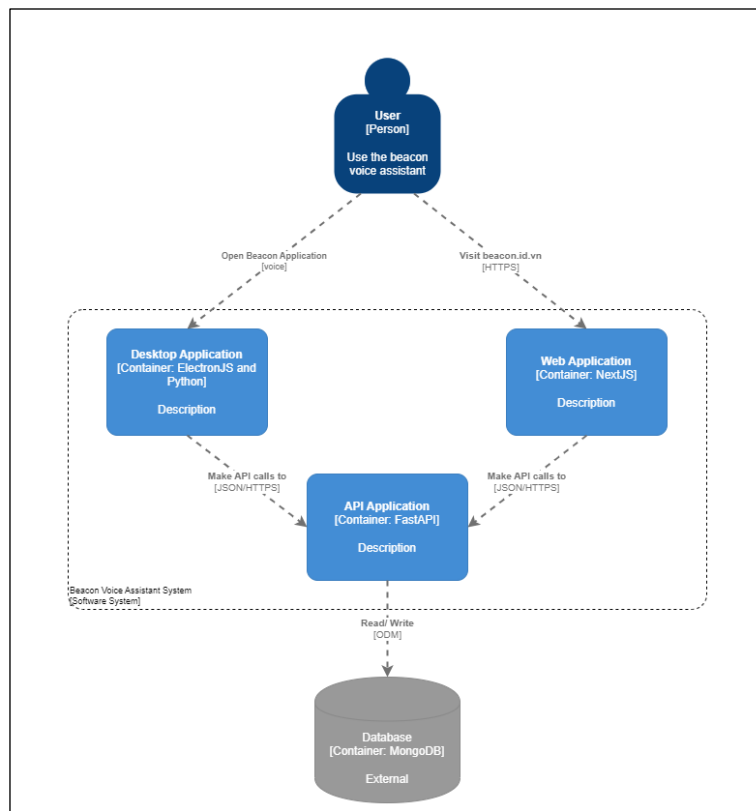 User
[Person]
Use the beacon
voice assistant
Open Beacon Application
[voice]
Visit beacon.id.vn
[HTTPS]
Desktop Application
[Container: ElectronJS and
Python]
Description
Web Application
[Container: NextJS]
Description
Make API calls to
[JSON/HTTPS]
Make API calls to
[JSON/HTTPS]
API Application
[Container: FastAPI]
Description
Beacon Voice Assistant System
[Software System]
Read/ Write
[ODM]
Database
[Container: MongoDB]
External